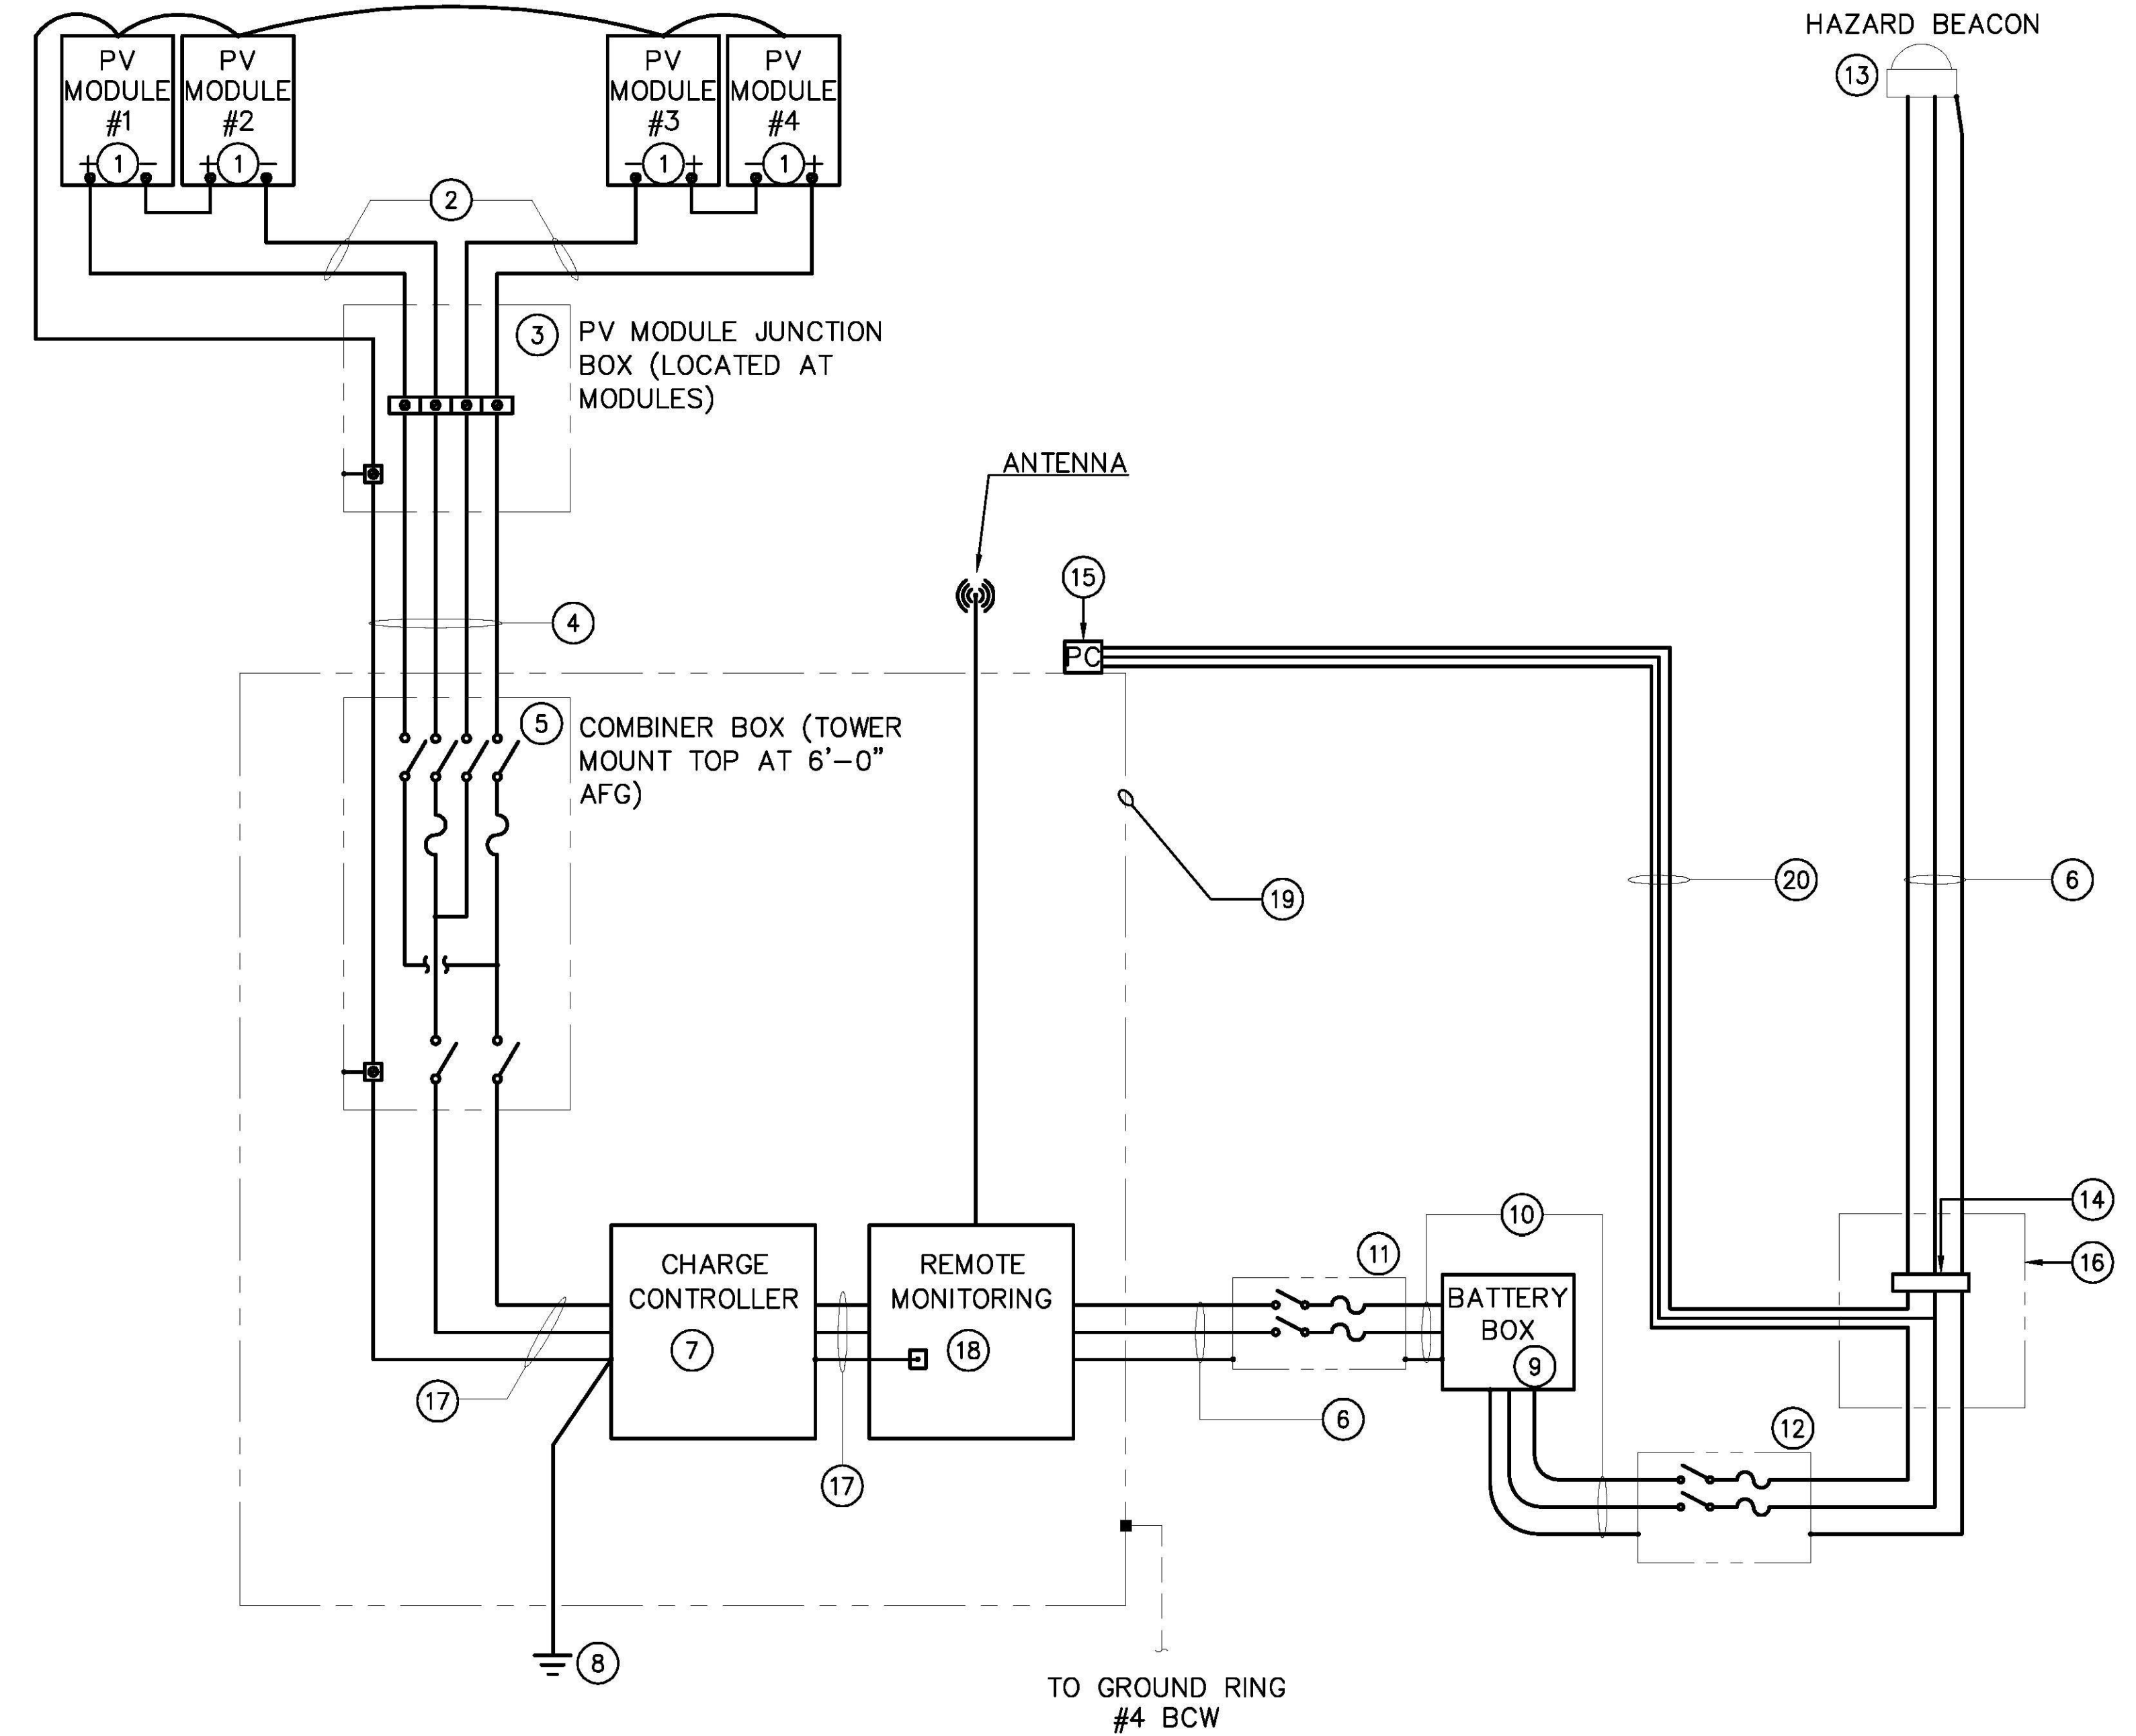 HAZARD BEACON
13
PV
MODULE
#1
+ 1 -
PV
MODULE
#2
+ 1 -
PV
MODULE
#3
- 1 +
PV
MODULE
#4
- 1 +
2
3
PV MODULE JUNCTION
BOX (LOCATED AT
MODULES)
ANTENNA
15
PC
4
5
COMBINER BOX (TOWER
MOUNT TOP AT 6'-0"
AFG)
19
20
6
14
16
10
11
CHARGE
CONTROLLER
7
REMOTE
MONITORING
18
BATTERY
BOX
9
17
6
12
17
8
TO GROUND RING
#4 BCW